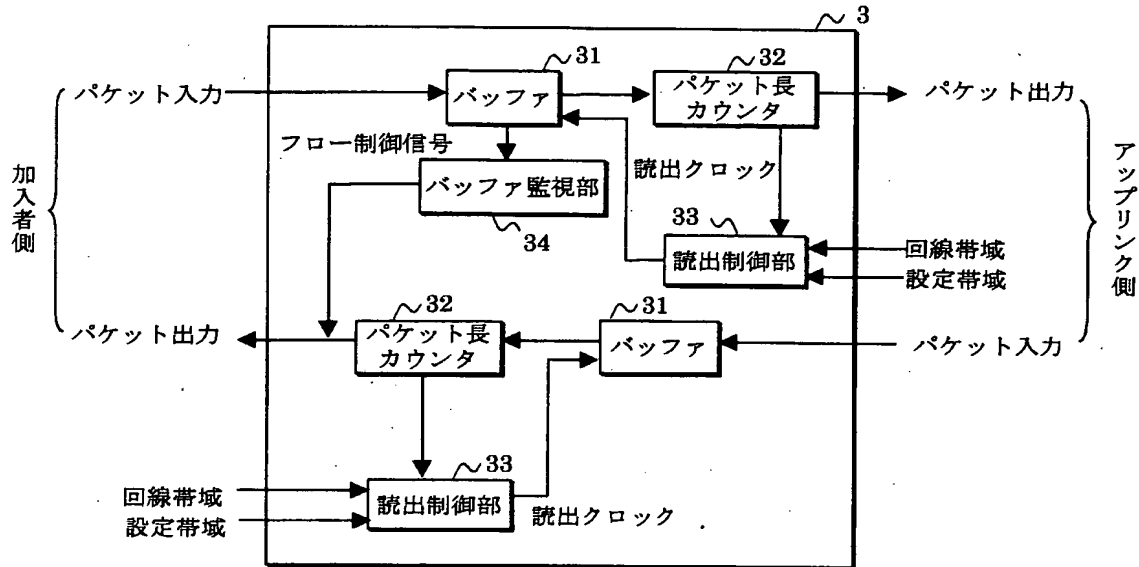 3
31
32
パケット入力
バッファ
パケット長
カウンタ
パケット出力
フロー制御信号
読出クロック
バッファ監視部
34
33
読出制御部
回線帯域
設定帯域
加入者側
アップリンク側
32
31
パケット出力
パケット長
カウンタ
バッファ
パケット入力
33
回線帯域
設定帯域
読出制御部
読出クロック